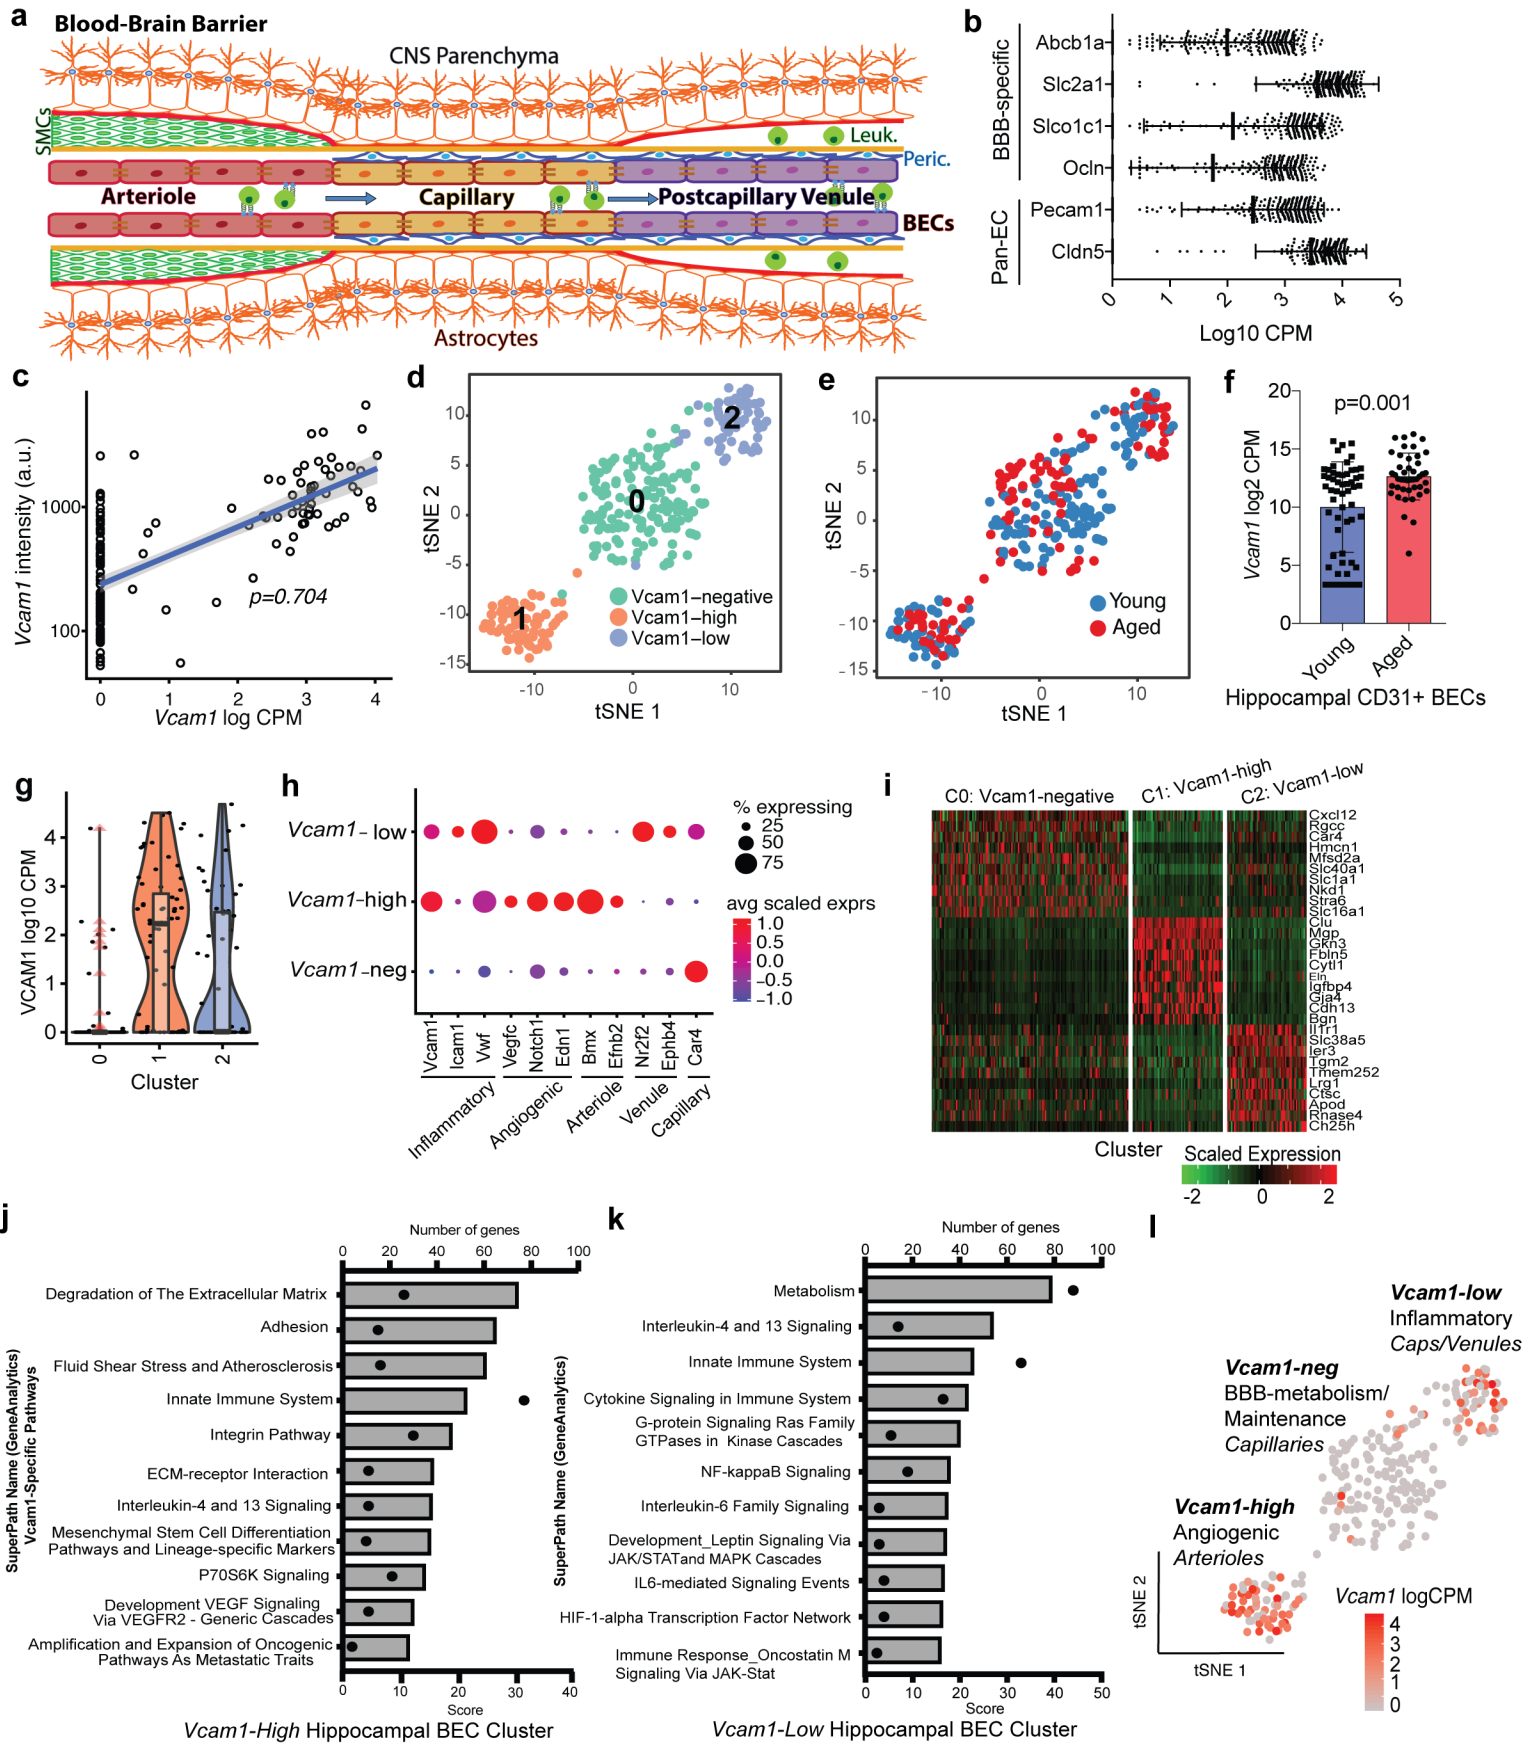 a
Blood-Brain Barrier
CNS Parenchyma
SMCs
Leuk.
Peric.
Arteriole
Capillary
Postcapillary Venule
BECs
Astrocytes
b
BBB-specific
Pan-EC
Abcb1a
Slc2a1
Slco1c1
Ocln
Pecam1
Cldn5
0 1 2 3 4 5
Log10 CPM
c
Vcam1 intensity (a.u.)
1000
100
p=0.704
0 1 2 3 4
Vcam1 log CPM
d
tSNE 2
10
5
0
-5
-10
-15
2
0
1
Vcam1–negative
Vcam1–high
Vcam1–low
-10 0 10
tSNE 1
e
tSNE 2
10
5
0
-5
-10
-15
Young
Aged
-10 0 10
tSNE 1
f
Vcam1 log2 CPM
20
15
10
5
0
p=0.001
Young
Aged
Hippocampal CD31+ BECs
g
VCAM1 log10 CPM
4
3
2
1
0
0 1 2
Cluster
h
Vcam1- low
Vcam1-high
Vcam1-neg
Vcam1
Icam1
Vwf
Vegfc
Notch1
Edn1
Bmx
Efnb2
Nr2f2
Ephb4
Car4
Inflammatory
Angiogenic
Arteriole
Venule
Capillary
% expressing
25
50
75
avg scaled exprs
1.0
0.5
0.0
-0.5
-1.0
i
C0: Vcam1-negative
C1: Vcam1-high
C2: Vcam1-low
Cxcl12
Rgcc
Car4
Hmcn1
Mfsd2a
Slc40a1
Slc1a1
Nkd1
Stra6
Slc16a1
Clu
Mgp
Gkn3
Fbln5
Cytl1
Eln
Igfbp4
Gja4
Cdh13
Bgn
Il1r1
Slc38a5
Ier3
Tgm2
Tmem252
Lrg1
Ctsc
Apod
Rnase4
Ch25h
Cluster
Scaled Expression
-2 0 2
j
Number of genes
0 20 40 60 80 100
SuperPath Name (GeneAnalytics)
Vcam1-Specific Pathways
Degradation of The Extracellular Matrix
Adhesion
Fluid Shear Stress and Atherosclerosis
Innate Immune System
Integrin Pathway
ECM-receptor Interaction
Interleukin-4 and 13 Signaling
Mesenchymal Stem Cell Differentiation
Pathways and Lineage-specific Markers
P70S6K Signaling
Development VEGF Signaling
Via VEGFR2 - Generic Cascades
Amplification and Expansion of Oncogenic
Pathways As Metastatic Traits
0 10 20 30 40
Score
Vcam1-High Hippocampal BEC Cluster
k
Number of genes
0 20 40 60 80 100
SuperPath Name (GeneAnalytics)
Metabolism
Interleukin-4 and 13 Signaling
Innate Immune System
Cytokine Signaling in Immune System
G-protein Signaling Ras Family
GTPases in Kinase Cascades
NF-kappaB Signaling
Interleukin-6 Family Signaling
Development_Leptin Signaling Via
JAK/STATand MAPK Cascades
IL6-mediated Signaling Events
HIF-1-alpha Transcription Factor Network
Immune Response_Oncostatin M
Signaling Via JAK-Stat
0 10 20 30 40 50
Score
Vcam1-Low Hippocampal BEC Cluster
l
Vcam1-low
Inflammatory
Caps/Venules
Vcam1-neg
BBB-metabolism/
Maintenance
Capillaries
Vcam1-high
Angiogenic
Arterioles
tSNE 2
tSNE 1
Vcam1 logCPM
4
3
2
1
0